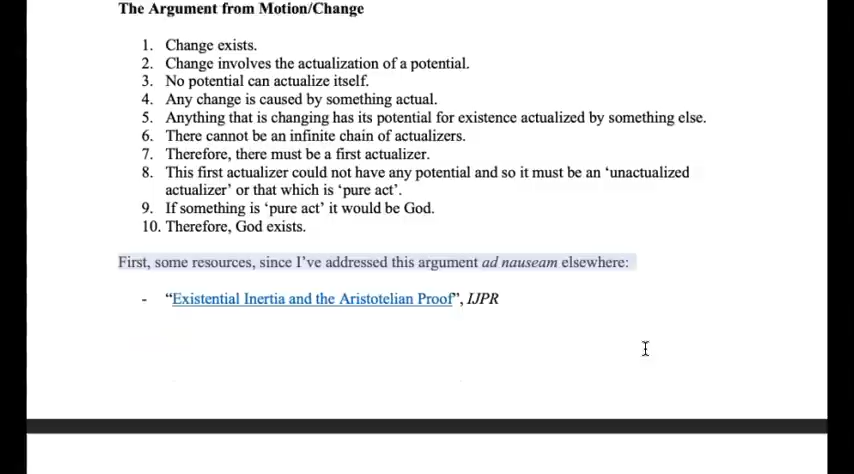 The Argument from Motion/Change
1. Change exists.
2. Change involves the actualization of a potential.
3. No potential can actualize itself.
4. Any change is caused by something actual.
5. Anything that is changing has its potential for existence actualized by something else.
6. There cannot be an infinite chain of actualizers.
7. Therefore, there must be a first actualizer.
8. This first actualizer could not have any potential and so it must be an ‘unactualized
actualizer’ or that which is ‘pure act’.
9. If something is ‘pure act’ it would be God.
10. Therefore, God exists.
First, some resources, since I’ve addressed this argument ad nauseam elsewhere:
- “Existential Inertia and the Aristotelian Proof”, IJPR